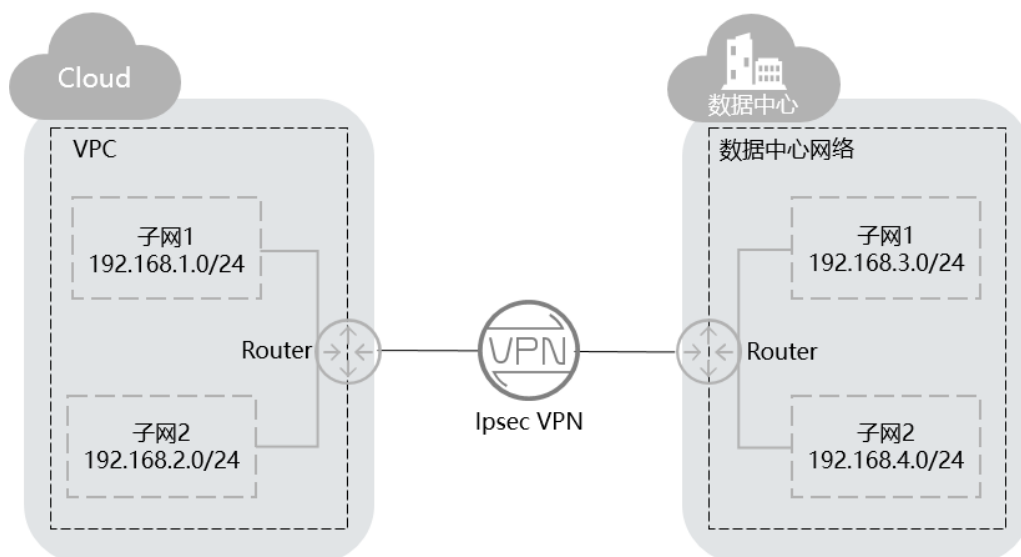 Cloud
VPC
子网1
192.168.1.0/24
Router
子网2
192.168.2.0/24
VPN
Ipsec VPN
数据中心
数据中心网络
子网1
192.168.3.0/24
Router
子网2
192.168.4.0/24